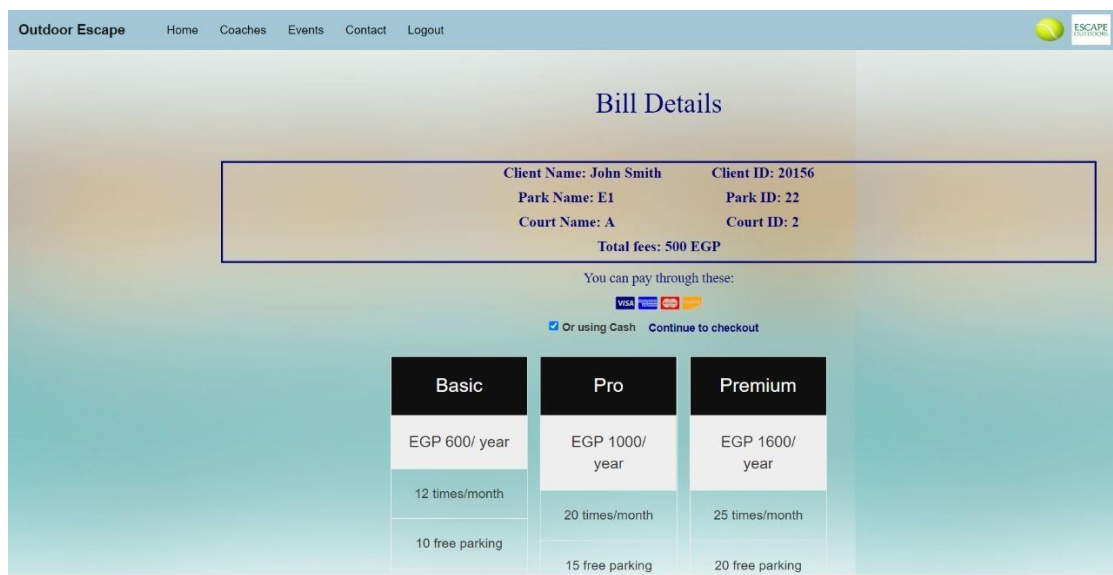 Outdoor Escape Home Coaches Events Contact Logout
ESCAPE
OUTDOORS
Bill Details
Client Name: John Smith Client ID: 20156
Park Name: E1 Park ID: 22
Court Name: A Court ID: 2
Total fees: 500 EGP
You can pay through these:
VISA
Or using Cash Continue to checkout
Basic
EGP 600/ year
12 times/month
10 free parking
Pro
EGP 1000/
year
20 times/month
15 free parking
Premium
EGP 1600/
year
25 times/month
20 free parking